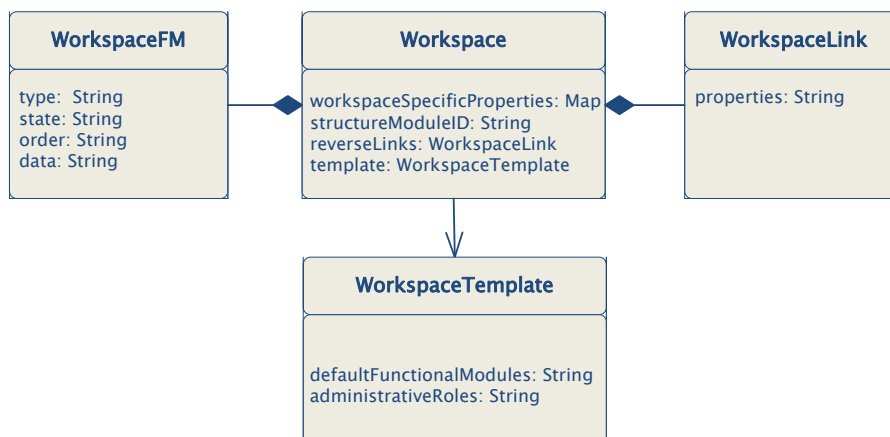 WorkspaceFM
type:  String
state: String
order: String
data: String
Workspace
workspaceSpecificProperties: Map
structureModuleID: String
reverseLinks: WorkspaceLink
template: WorkspaceTemplate
WorkspaceLink
properties: String
WorkspaceTemplate
defaultFunctionalModules: String
administrativeRoles: String